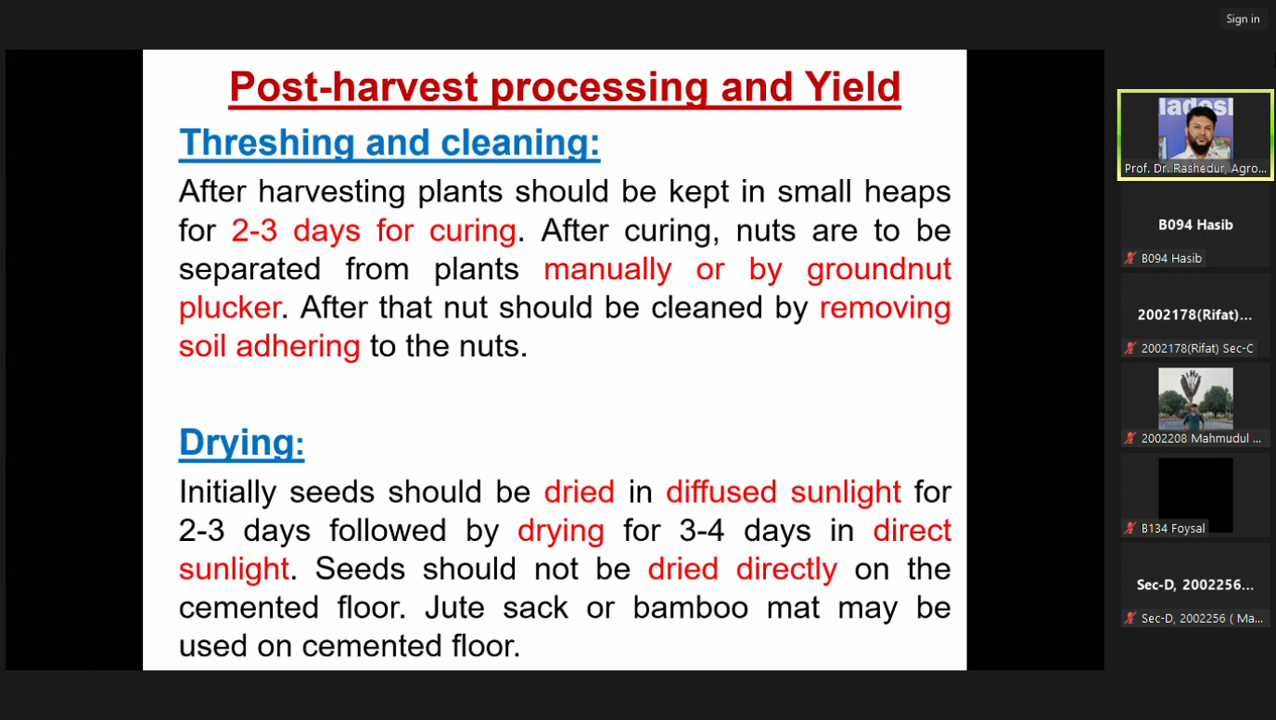 Sign in
Post-harvest processing and Yield
Threshing and cleaning:
After harvesting plants should be kept in small heaps
for 2-3 days for curing. After curing, nuts are to be
separated from plants manually or by groundnut
plucker. After that nut should be cleaned by removing
soil adhering to the nuts.
Drying:
Initially seeds should be dried in diffused sunlight for
2-3 days followed by drying for 3-4 days in direct
sunlight. Seeds should not be dried directly on the
cemented floor. Jute sack or bamboo mat may be
used on cemented floor.
ladesl
Prof. Dr. Rashedur, Agro...
B094 Hasib
B094 Hasib
2002178(Rifat)...
2002178(Rifat) Sec-C
2002208 Mahmudul ...
B134 Foysal
Sec-D, 2002256...
Sec-D, 2002256 ( Ma...